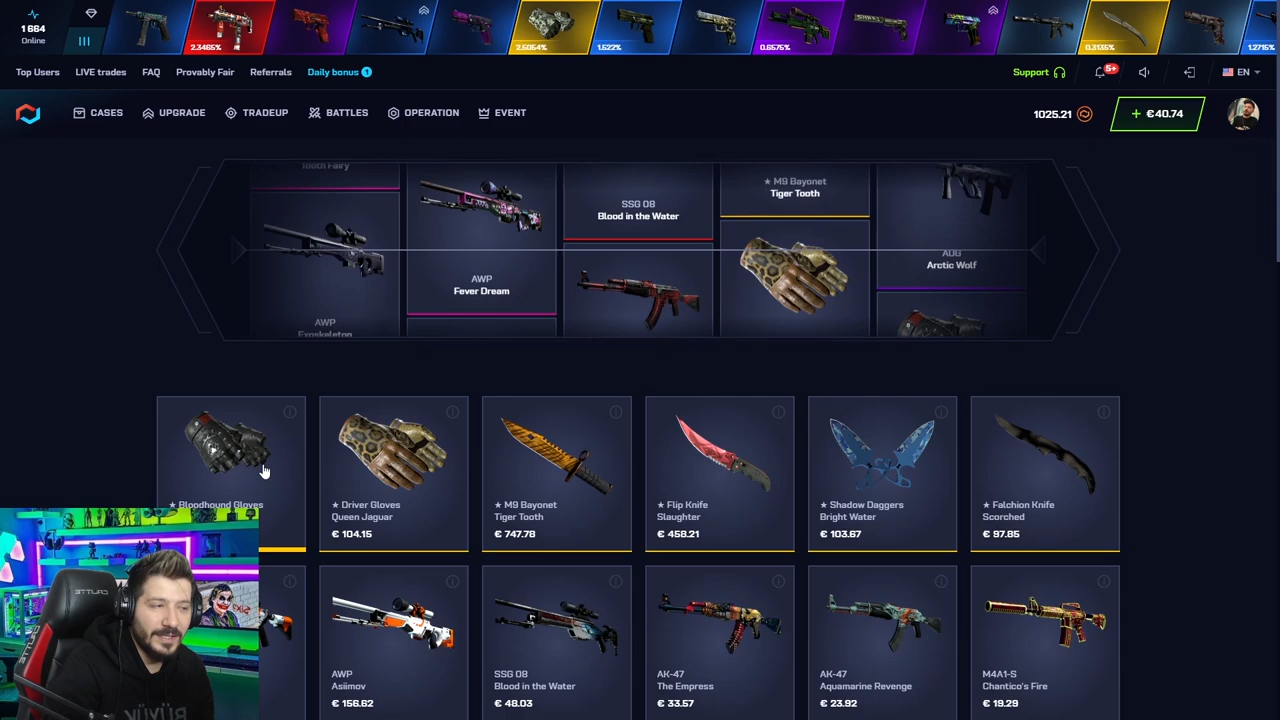 1 664
Online
2.3465%
2.5054%
1.522%
0.6575%
0.3135%
1.2715%
Top Users
LIVE trades
FAQ
Provably Fair
Referrals
Daily bonus 1
Support
5+
EN
CASES
UPGRADE
TRADEUP
BATTLES
OPERATION
EVENT
1025.21
+ €40.74
Tooth Fairy
AWP
Exoskeleton
AWP
Fever Dream
SSG 08
Blood in the Water
★ M9 Bayonet
Tiger Tooth
AUG
Arctic Wolf
★ Bloodhound Gloves
★ Driver Gloves
Queen Jaguar
€ 104.15
★ M9 Bayonet
Tiger Tooth
€ 747.78
★ Flip Knife
Slaughter
€ 458.21
★ Shadow Daggers
Bright Water
€ 103.67
★ Falchion Knife
Scorched
€ 97.85
AWP
Asiimov
€ 156.62
SSG 08
Blood in the Water
€ 48.03
AK-47
The Empress
€ 33.57
AK-47
Aquamarine Revenge
€ 23.92
M4A1-S
Chantico's Fire
€ 19.29